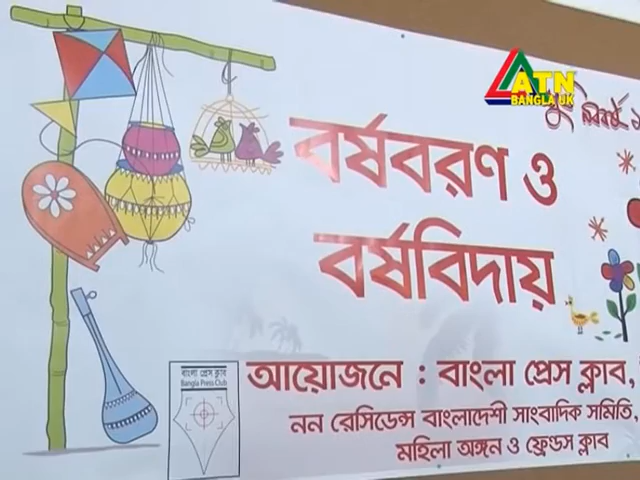 ATN
BANGLA UK
বর্ষবরণ ও
বর্ষবিদায়
বাংলা প্রেস ক্লাব
Bangla Press Club
আয়োজনে : বাংলা প্রেস ক্লাব,
নন রেসিডেন্স বাংলাদেশী সাংবাদিক সমিতি,
মহিলা অঙ্গন ও ফ্রেন্ডস ক্লাব